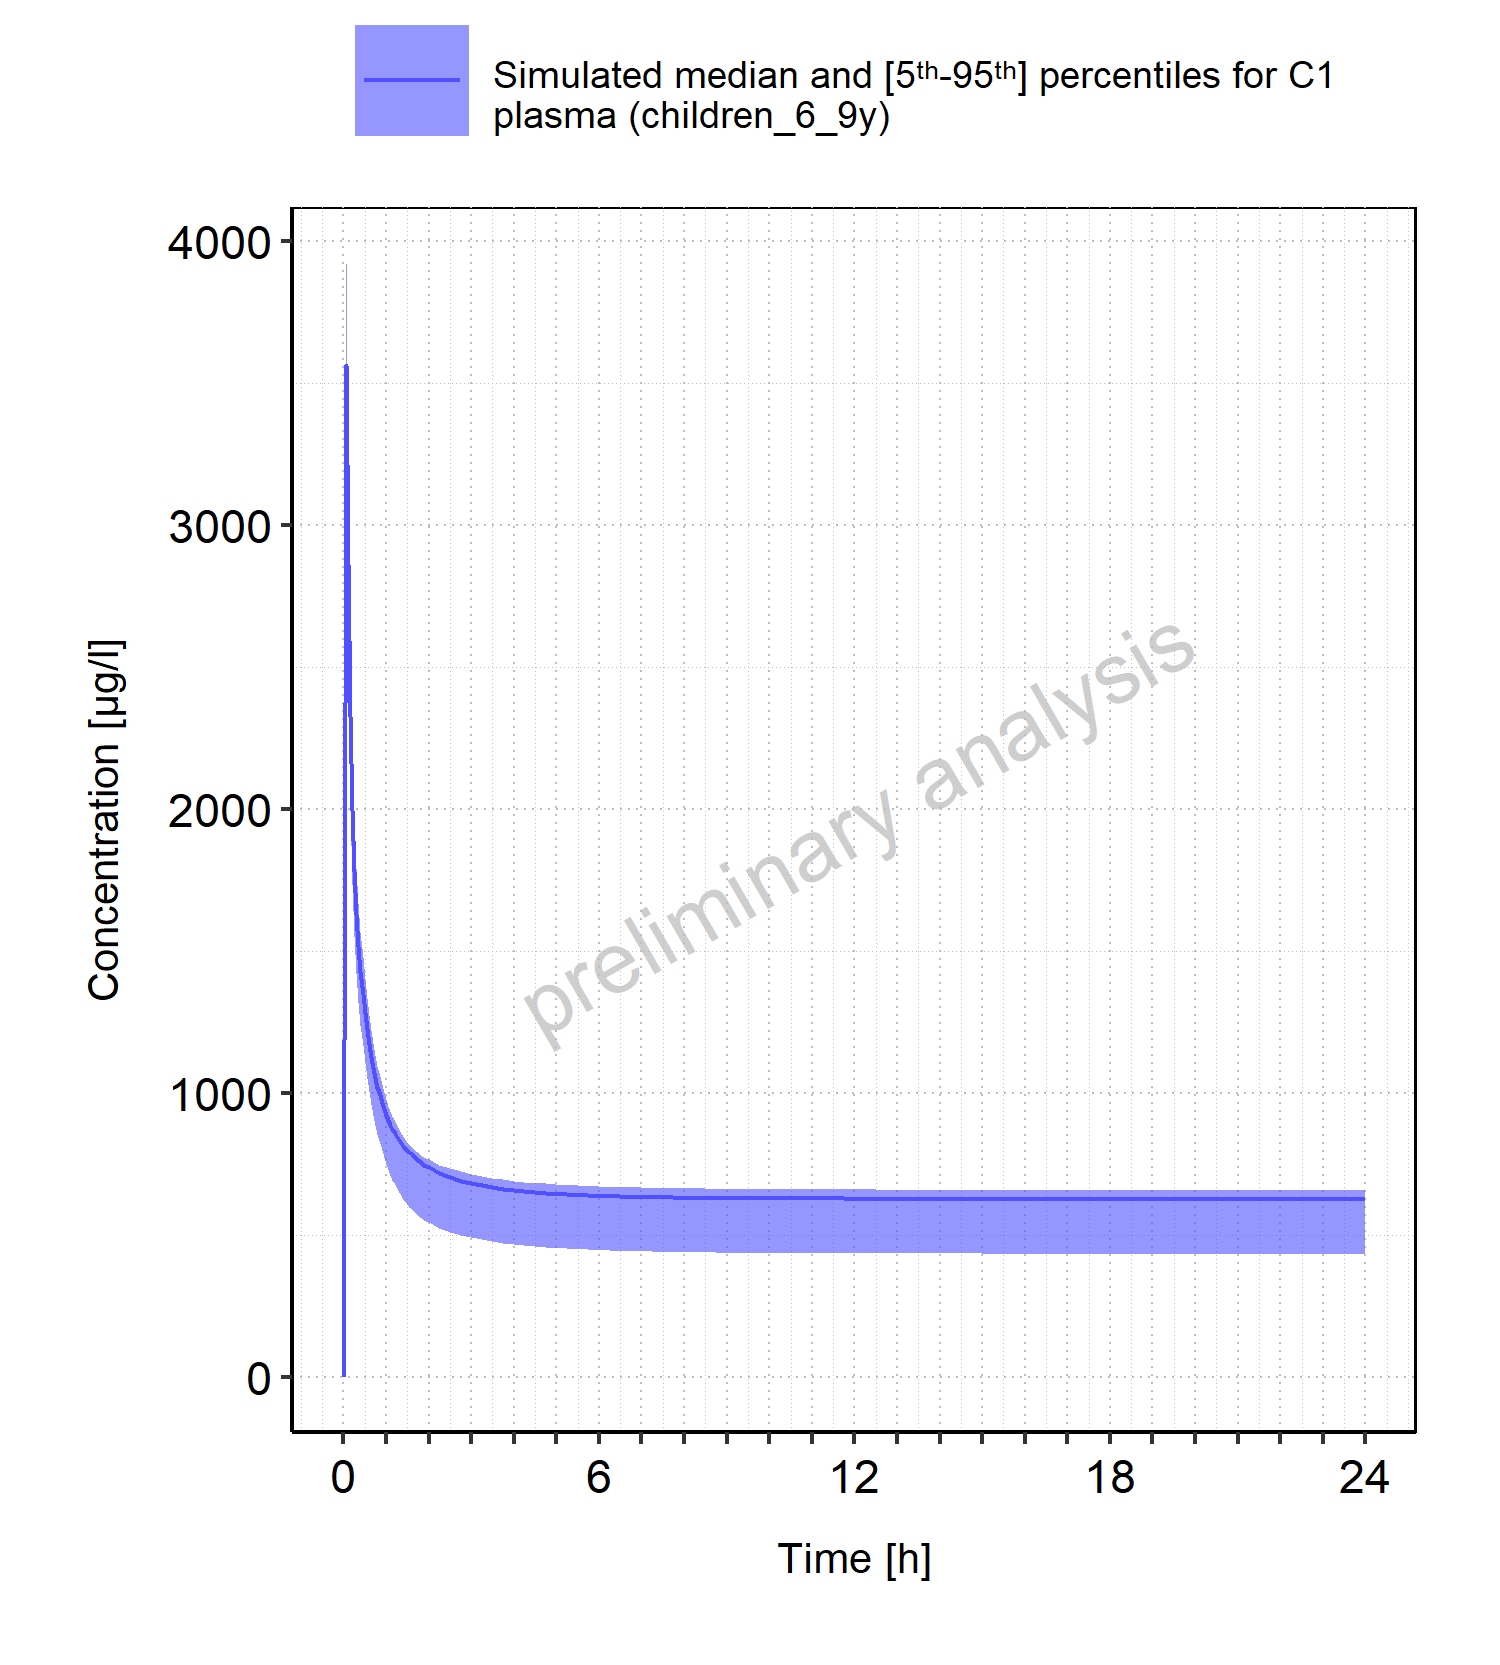 Simulated median and [5th-95th] percentiles for C1
plasma (children_6_9y)
4000
3000
2000
1000
0
Concentration [µg/l]
preliminary analysis
0 6 12 18 24
Time [h]